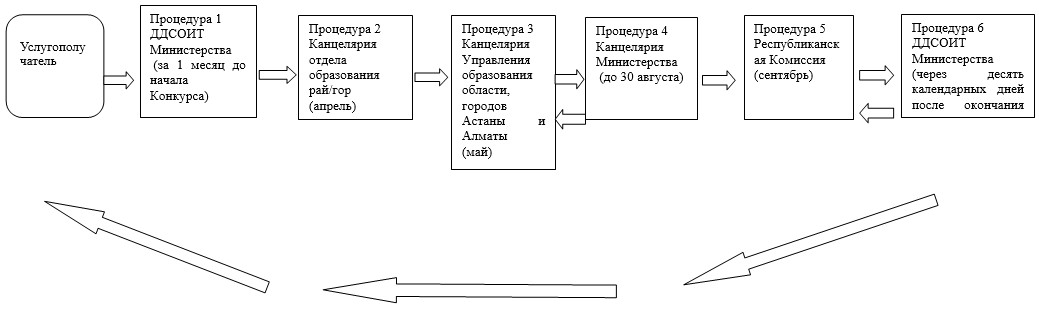 Услугополу
чатель
Процедура 1
ДДСОИТ
Министерства
(за 1 месяц до
начала
Конкурса)
Процедура 2
Канцелярия
отдела
образования
рай/гор
(апрель)
Процедура 3
Канцелярия
Управления
образования
области,
городов
Астаны и
Алматы
(май)
Процедура 4
Канцелярия
Министерства
(до 30 августа)
Процедура 5
Республиканск
ая Комиссия
(сентябрь)
Процедура 6
ДДСОИТ
Министерства
(через десять
календарных дней
после окончания